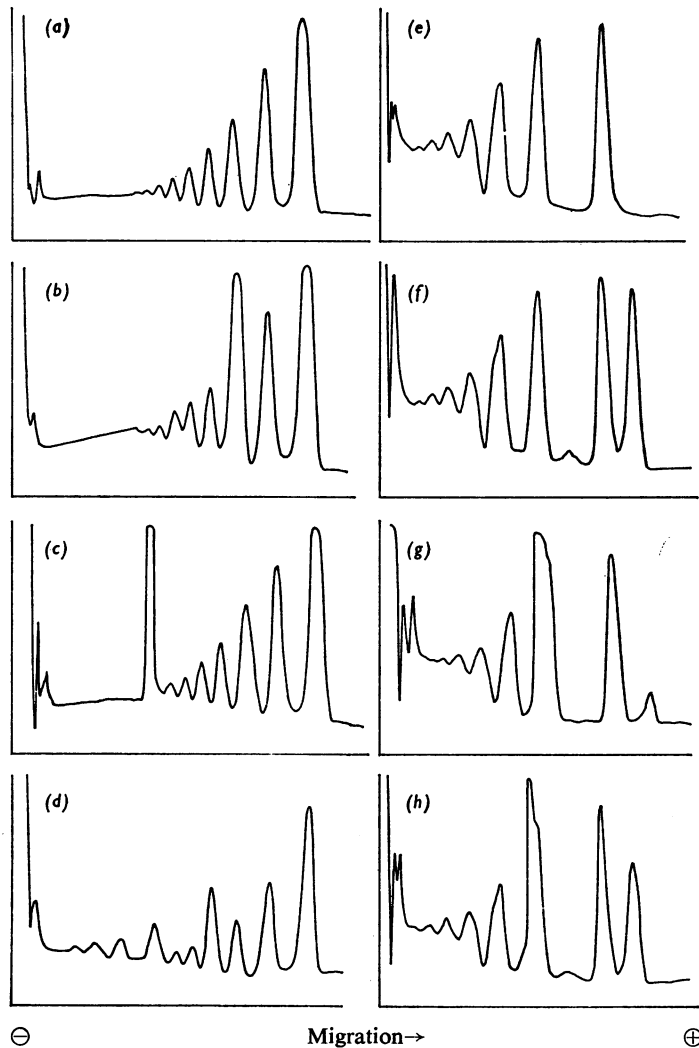 (a)
(e)
(b)
(f)
(c)
(g)
(d)
(h)
⊖ Migration→ ⊕